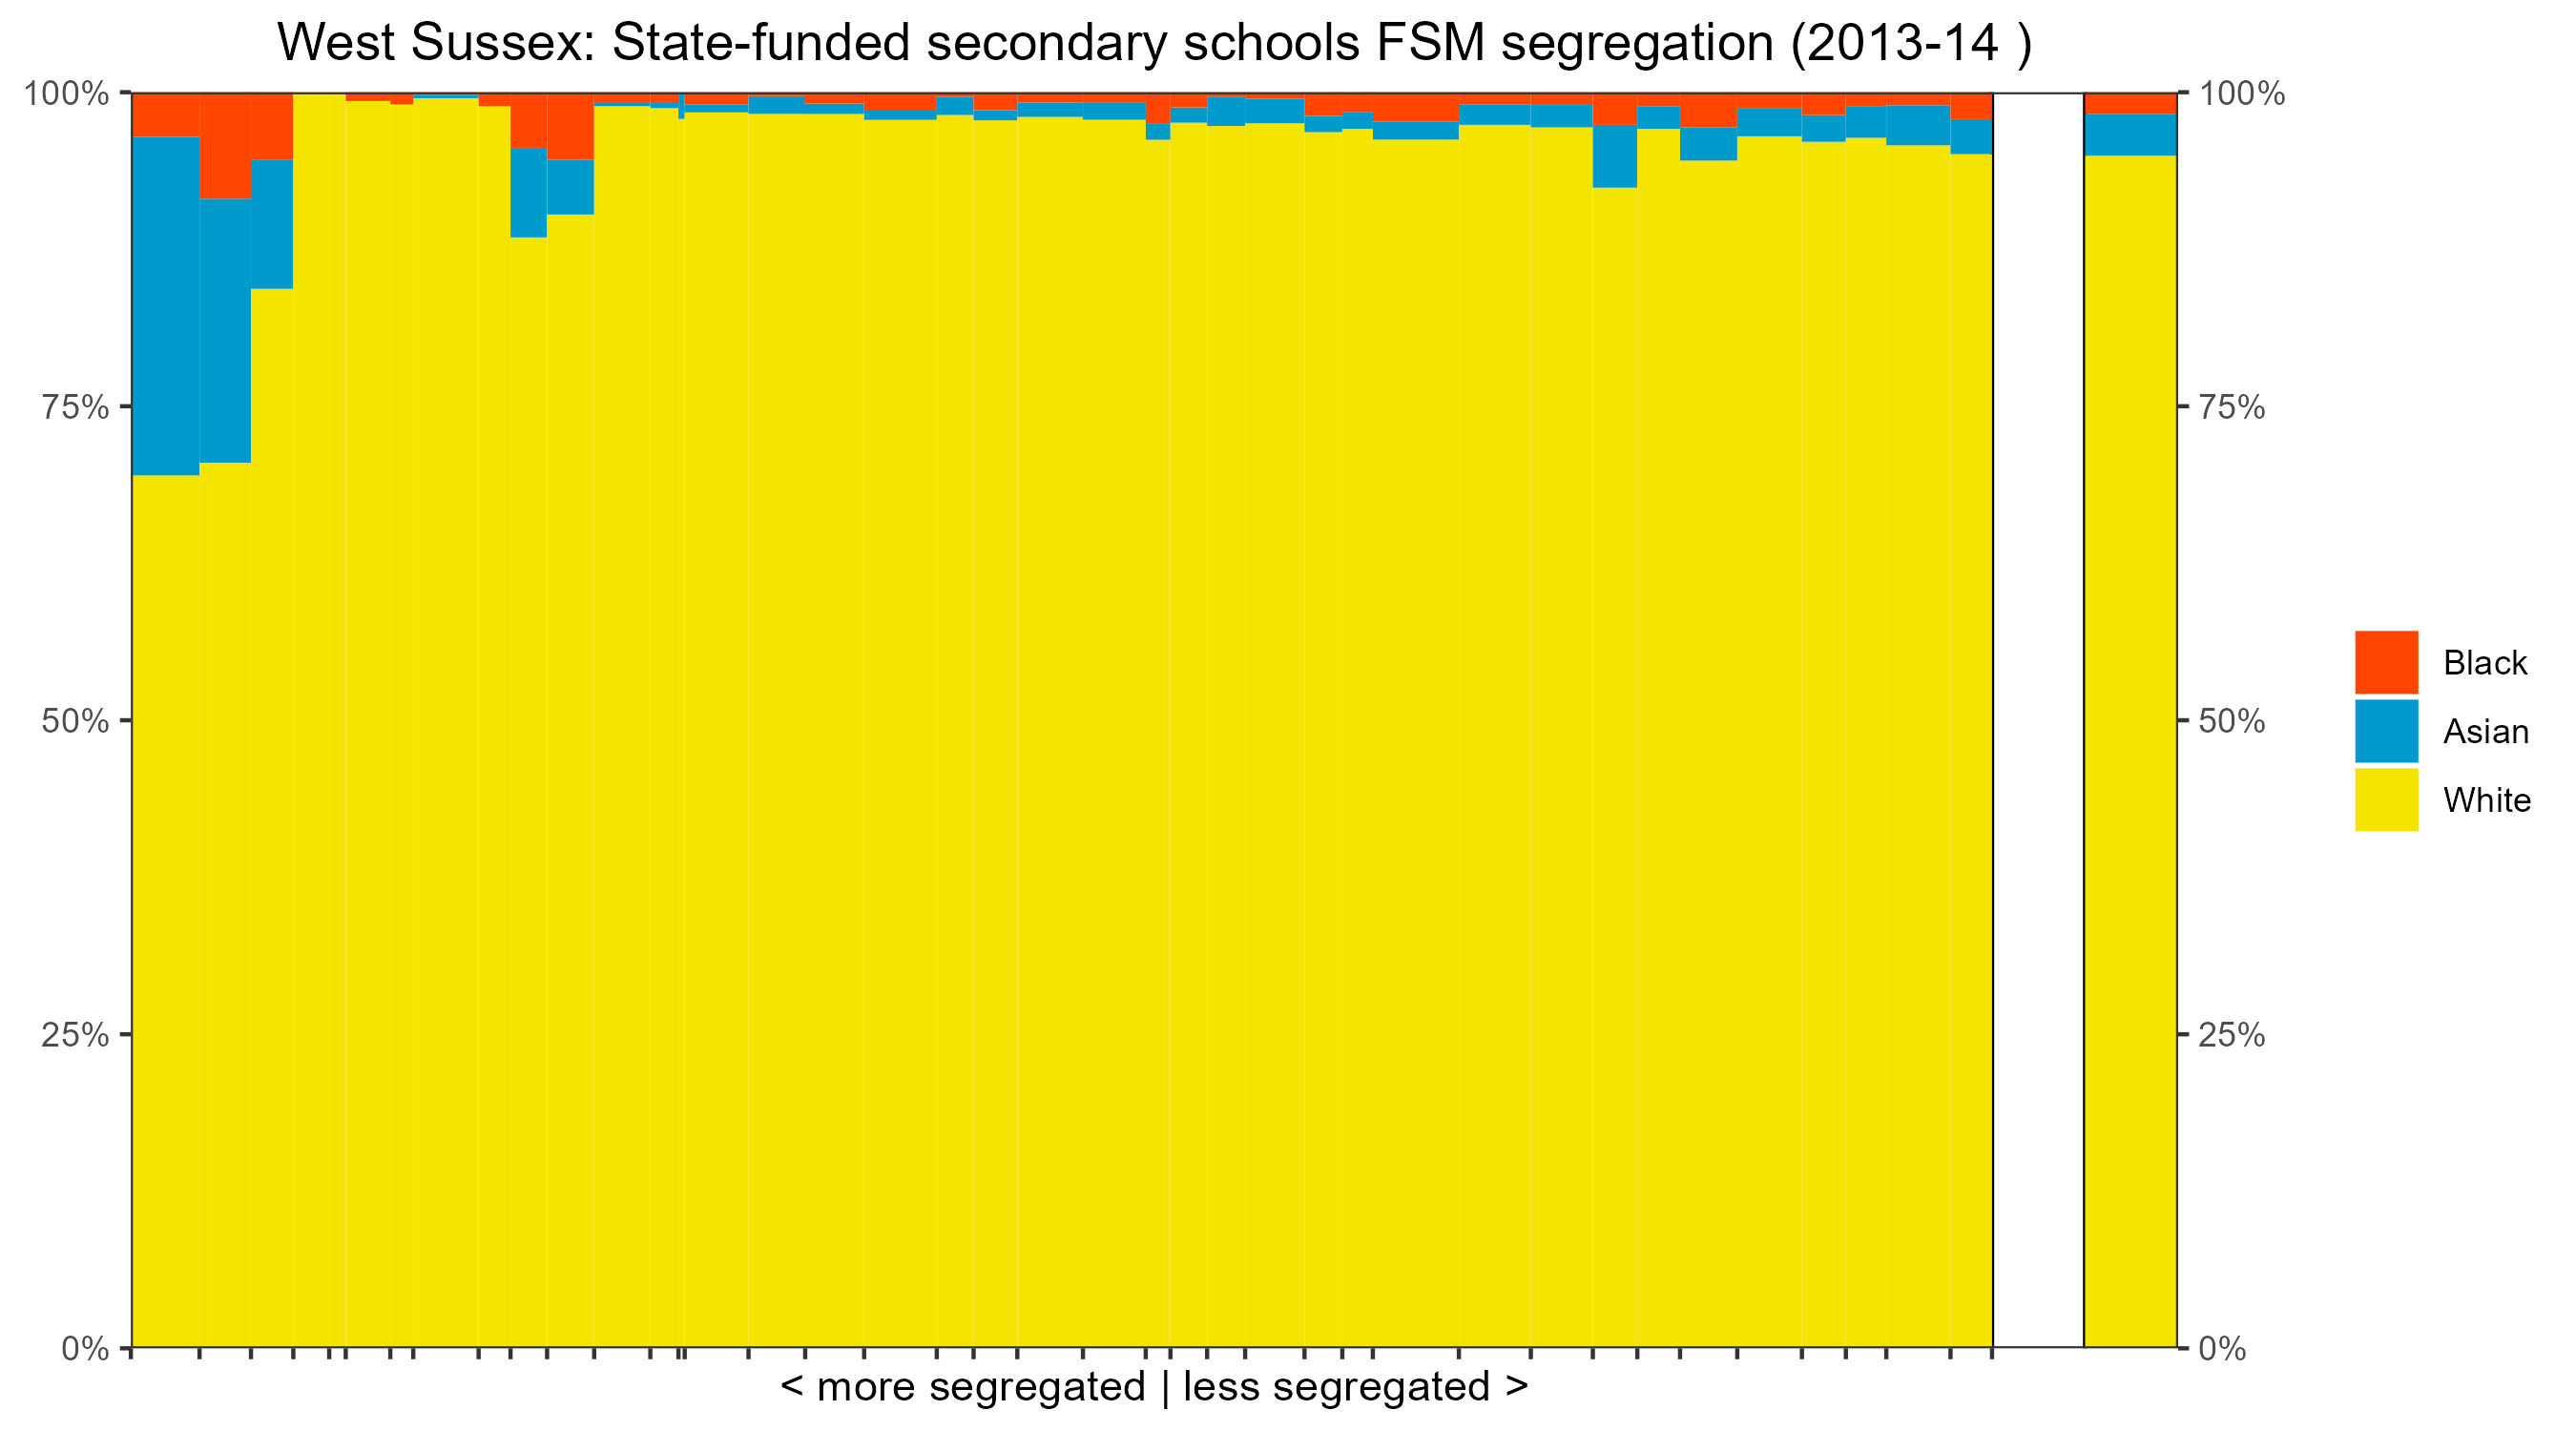 West Sussex: State-funded secondary schools FSM segregation (2013-14 )
100%
100%
75%
75%
50%
50%
25%
25%
0%
0%
Black
Asian
White
< more segregated | less segregated >